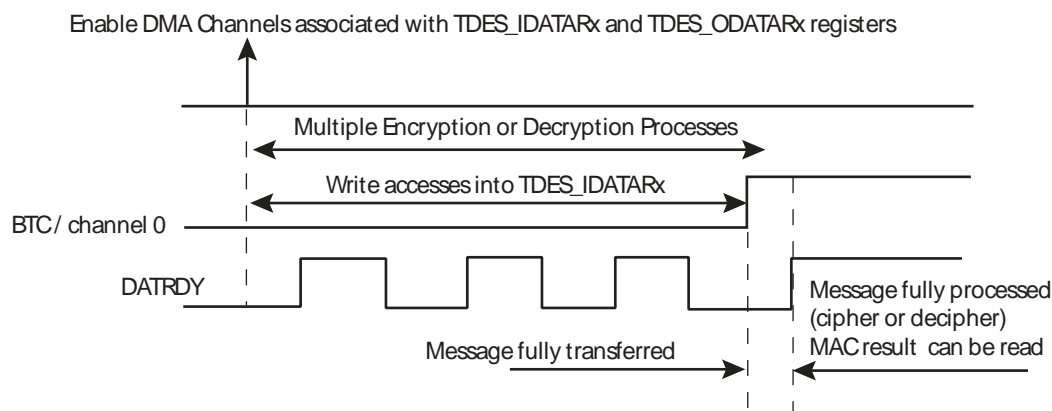 Enable DMA Channels associated with TDES_IDATARx and TDES_ODATARx registers
Multiple Encryption or Decryption Processes
Write accesses into TDES_IDATARx
BTC / channel 0
DATRDY
Message fully processed
(cipher or decipher)
MAC result can be read
Message fully transferred